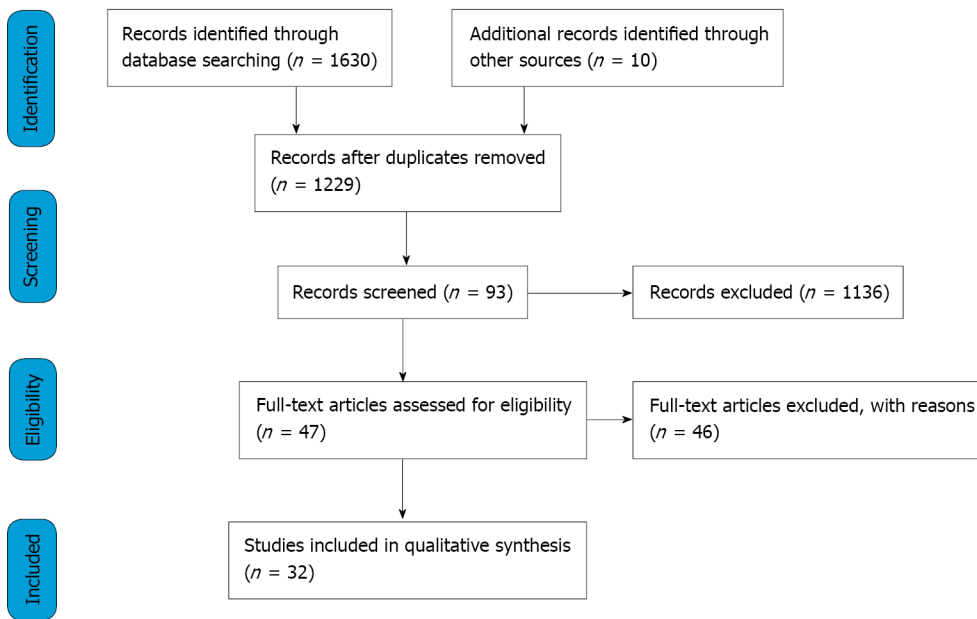 Identification
Records identified through
database searching (n = 1630)
Additional records identified through
other sources (n = 10)
Records after duplicates removed
(n = 1229)
Screening
Records screened (n = 93)
Records excluded (n = 1136)
Eligibility
Full-text articles assessed for eligibility
(n = 47)
Full-text articles excluded, with reasons
(n = 46)
Included
Studies included in qualitative synthesis
(n = 32)